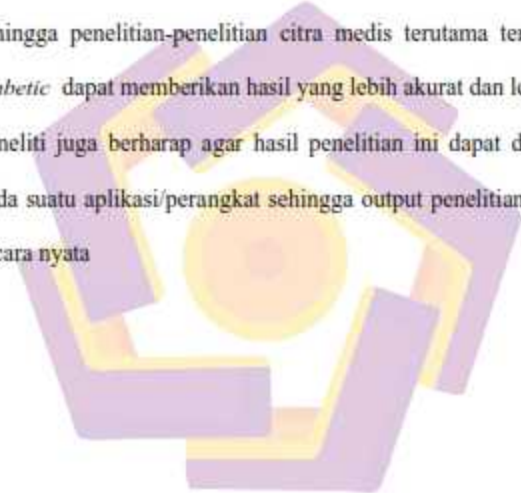 hingga penelitian-penelitian citra medis terutama
betic dapat memberikan hasil yang lebih akurat dan
neliti juga berharap agar hasil penelitian ini dapat
da suatu aplikasi/perangkat sehingga output penelitian
cara nyata